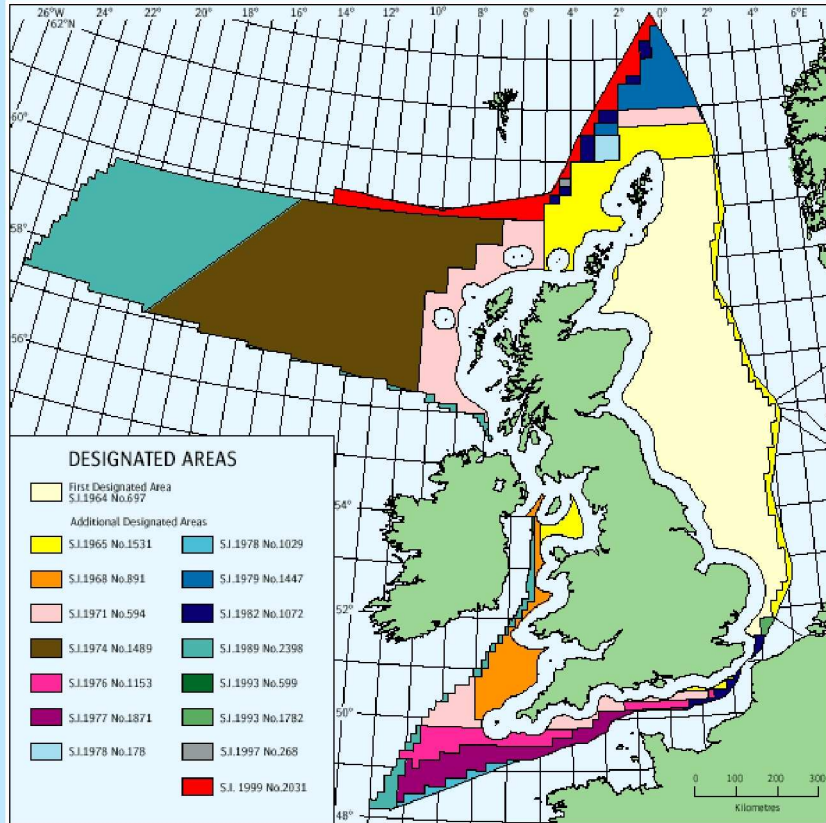 26°W 24° 22° 20° 18° 16° 14° 12° 10° 8° 6° 4° 2° 0 2° 4° 6°E
62°N
60°
58°
56°
54°
52°
50°
48°
DESIGNATED AREAS
First Designated Area
S.I.1964 No.697
Additional Designated Areas
S.I.1965 No.1531
S.I.1968 No.891
S.I.1971 No.594
S.I.1974 No.1489
S.I.1976 No.1153
S.I.1977 No.1871
S.I.1978 No.178
S.I.1978 No.1029
S.I.1979 No.1447
S.I.1982 No.1072
S.I.1989 No.2398
S.I.1993 No.599
S.I.1993 No.1782
S.I.1997 No.268
S.I. 1999 No.2031
0 100 200 300
Kilometres